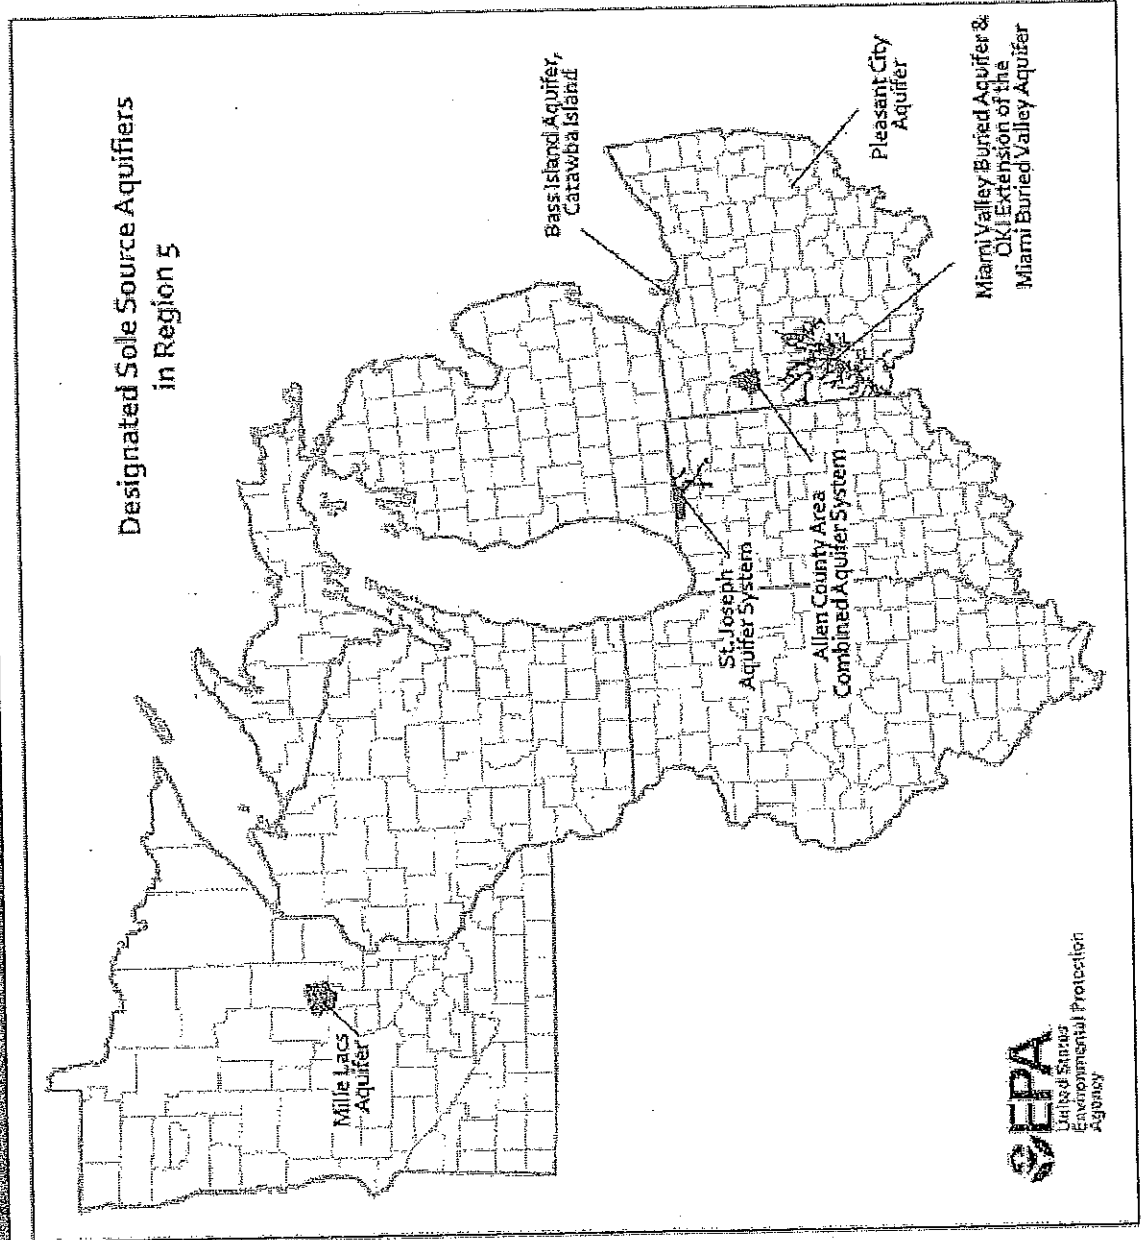 Designated Sole Source Aquifiers
in Region 5
Bass Island Aquifer,
Catawba Island
Pleasant City
Aquifer
Miami Valley Buried Aquifer &
OKI Extension of the
Miami Buried Valley Aquifer
St. Joseph
Aquifer System
Allen County Area
Combined Aquifer System
Mille Lacs
Aquifer
EPA
United States
Environmental Protection
Agency